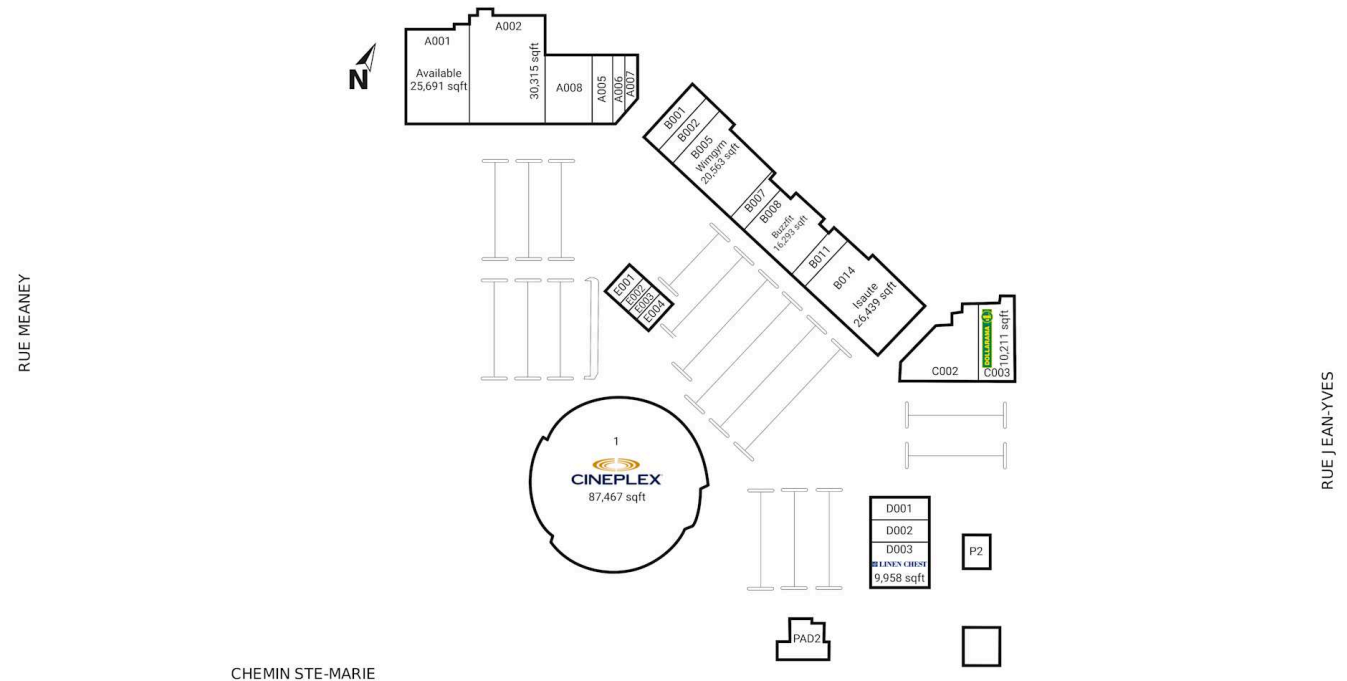 A001
Available
25,691 sqft
A002
30,315 sqft
A008
A005
A006
A007
N
B001
B002
B005
Wimgym
20,563 sqft
B007
B008
Buzzfit
16,293 sqft
B011
B014
Isaute
26,439 sqft
E001
E002
E003
E004
DOLLARAMA
10,211 sqft
C002
C003
RUE MEANEY
RUE J JEAN-YVES
1
CINEPLEX
87,467 sqft
D001
D002
D003
LINEN CHEST
9,958 sqft
P2
PAD2
CHEMIN STE-MARIE